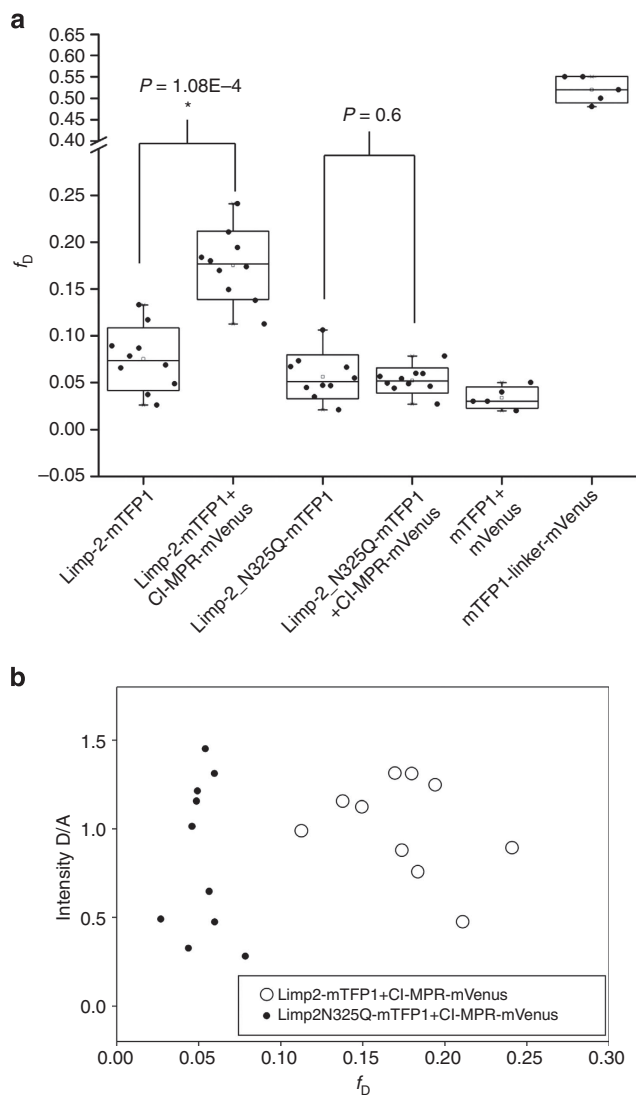 a
0.65
0.60
0.55
0.50
0.45
0.40
0.25
0.20
0.15
0.10
0.05
0.00
−0.05
fD
P = 1.08E−4
*
P = 0.6
Limp-2-mTFP1
Limp-2-mTFP1+
CI-MPR-mVenus
Limp-2_N325Q-mTFP1
Limp-2_N325Q-mTFP1
+CI-MPR-mVenus
mTFP1+
mVenus
mTFP1-linker-mVenus
b
1.5
1.0
0.5
0.0
Intensity D/A
Limp2-mTFP1+CI-MPR-mVenus
Limp2N325Q-mTFP1+CI-MPR-mVenus
0.00 0.05 0.10 0.15 0.20 0.25 0.30
fD